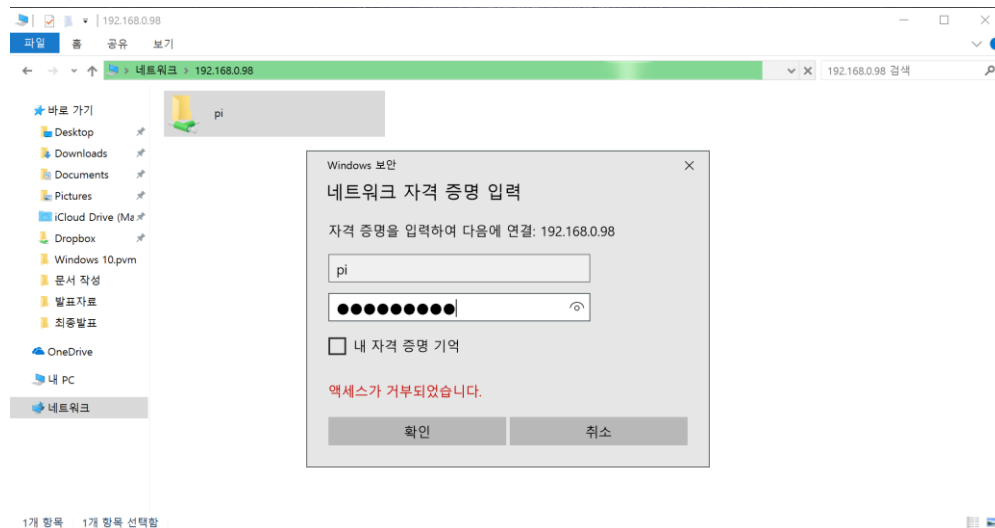 192.168.0.98
파일 홈 공유 보기
네트워크 > 192.168.0.98
192.168.0.98 검색
바로 가기
Desktop
Downloads
Documents
Pictures
iCloud Drive (Ma
Dropbox
Windows 10.pvm
문서 작성
발표자료
최종발표
OneDrive
내 PC
네트워크
pi
Windows 보안
네트워크 자격 증명 입력
자격 증명을 입력하여 다음에 연결: 192.168.0.98
pi
●●●●●●●●●
내 자격 증명 기억
액세스가 거부되었습니다.
확인 취소
1개 항목 1개 항목 선택함